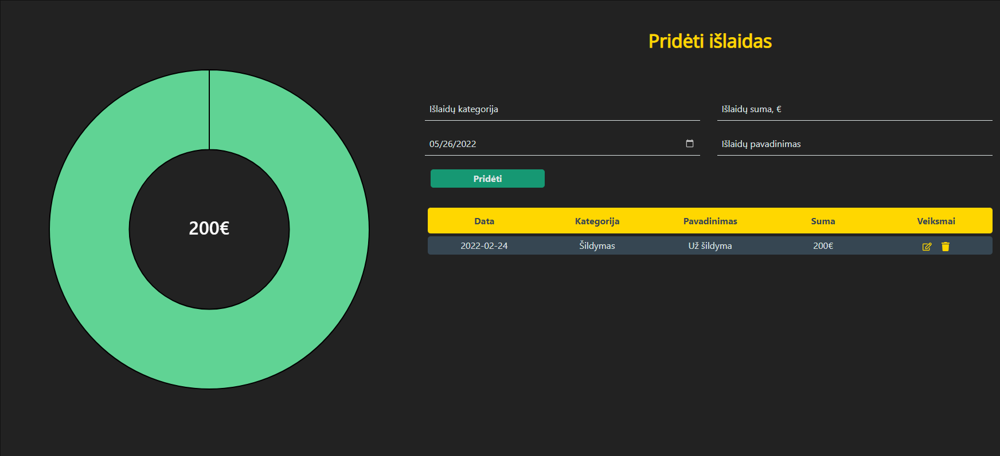 Pridėti išlaidas
200€
Išlaidų kategorija
Išlaidų suma, €
05/26/2022
Išlaidų pavadinimas
Pridėti
Data Kategorija Pavadinimas Suma Veiksmai
2022-02-24 Šildymas Už šildyma 200€